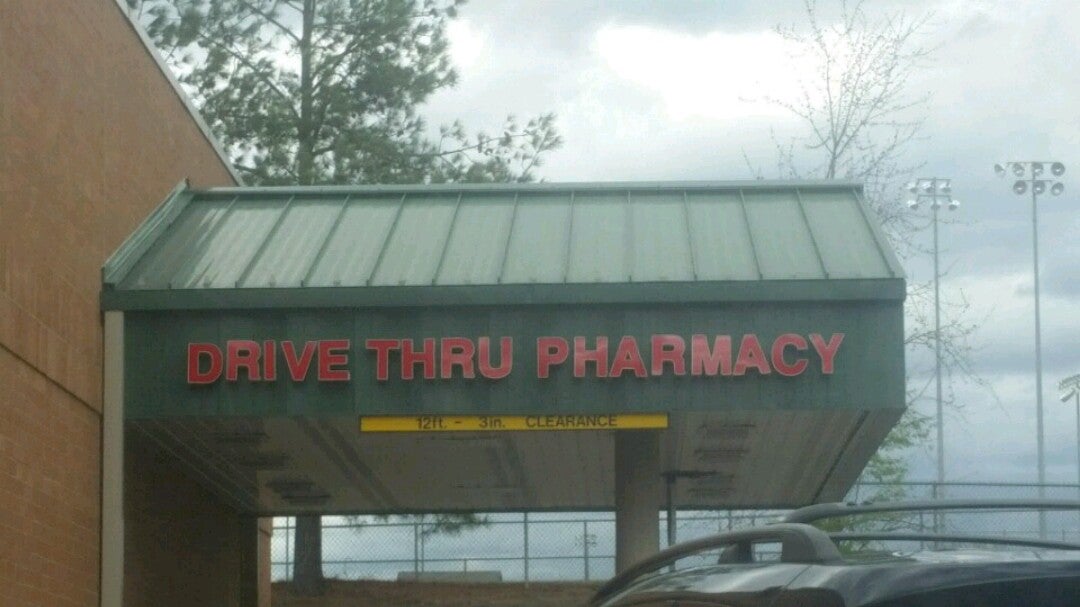 DRIVE THRU PHARMACY
12ft. - 3in. CLEARANCE